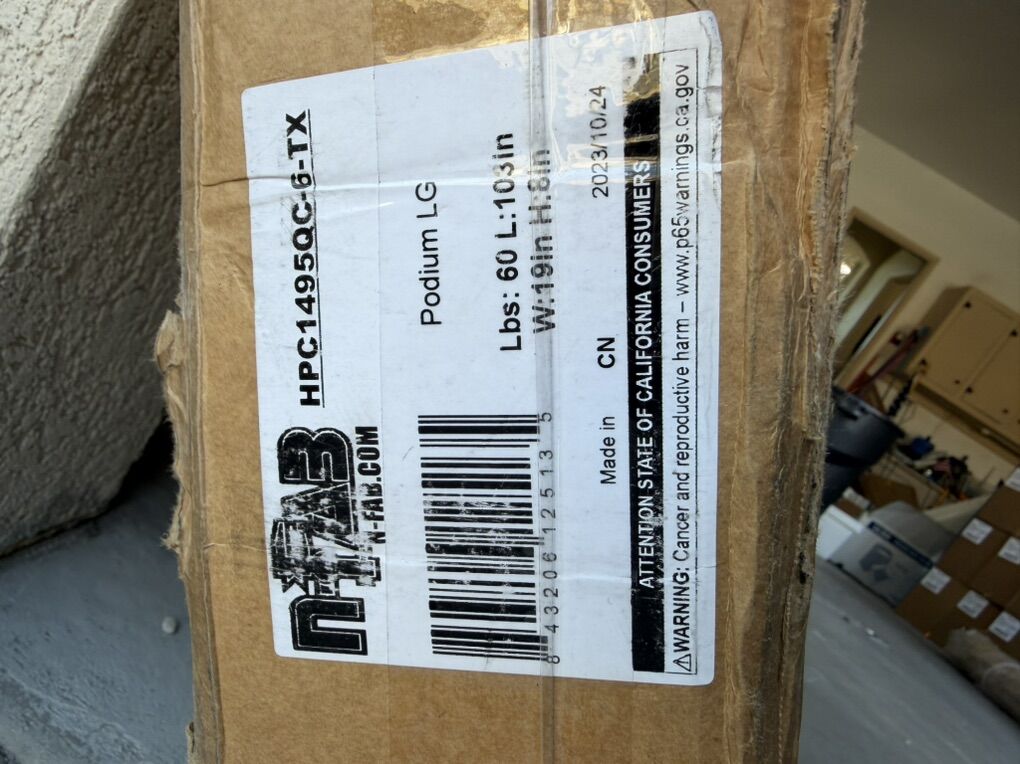 n-FAB
N-FAB.COM
HPC1495QC-6-TX
Podium LG
Lbs: 60 L:103in
W:19in H:8in
8 43206 12513 5
Made in CN 2023/10/24
ATTENTION STATE OF CALIFORNIA CONSUMERS
⚠WARNING: Cancer and reproductive harm – www.p65warnings.ca.gov